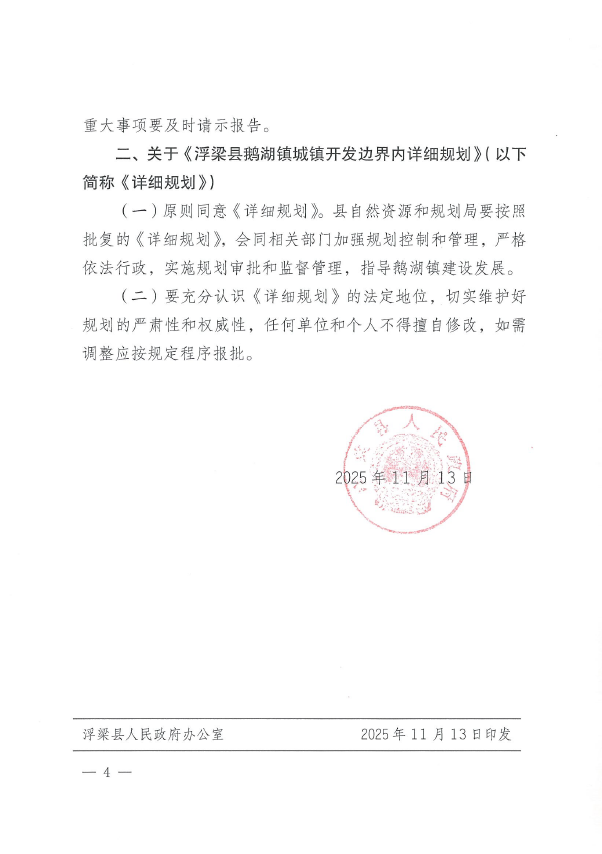 重大事项要及时请示报告。
二、关于《浮梁县鹅湖镇城镇开发边界内详细规划》（以下
简称《详细规划》）
（一）原则同意《详细规划》。县自然资源和规划局要按照
批复的《详细规划》，会同相关部门加强规划控制和管理，严格
依法行政，实施规划审批和监督管理，指导鹅湖镇建设发展。
（二）要充分认识《详细规划》的法定地位，切实维护好
规划的严肃性和权威性，任何单位和个人不得擅自修改，如需
调整应按规定程序报批。
浮梁县人民政府
2025年11月13日
浮梁县人民政府办公室 2025年11月13日印发
— 4 —